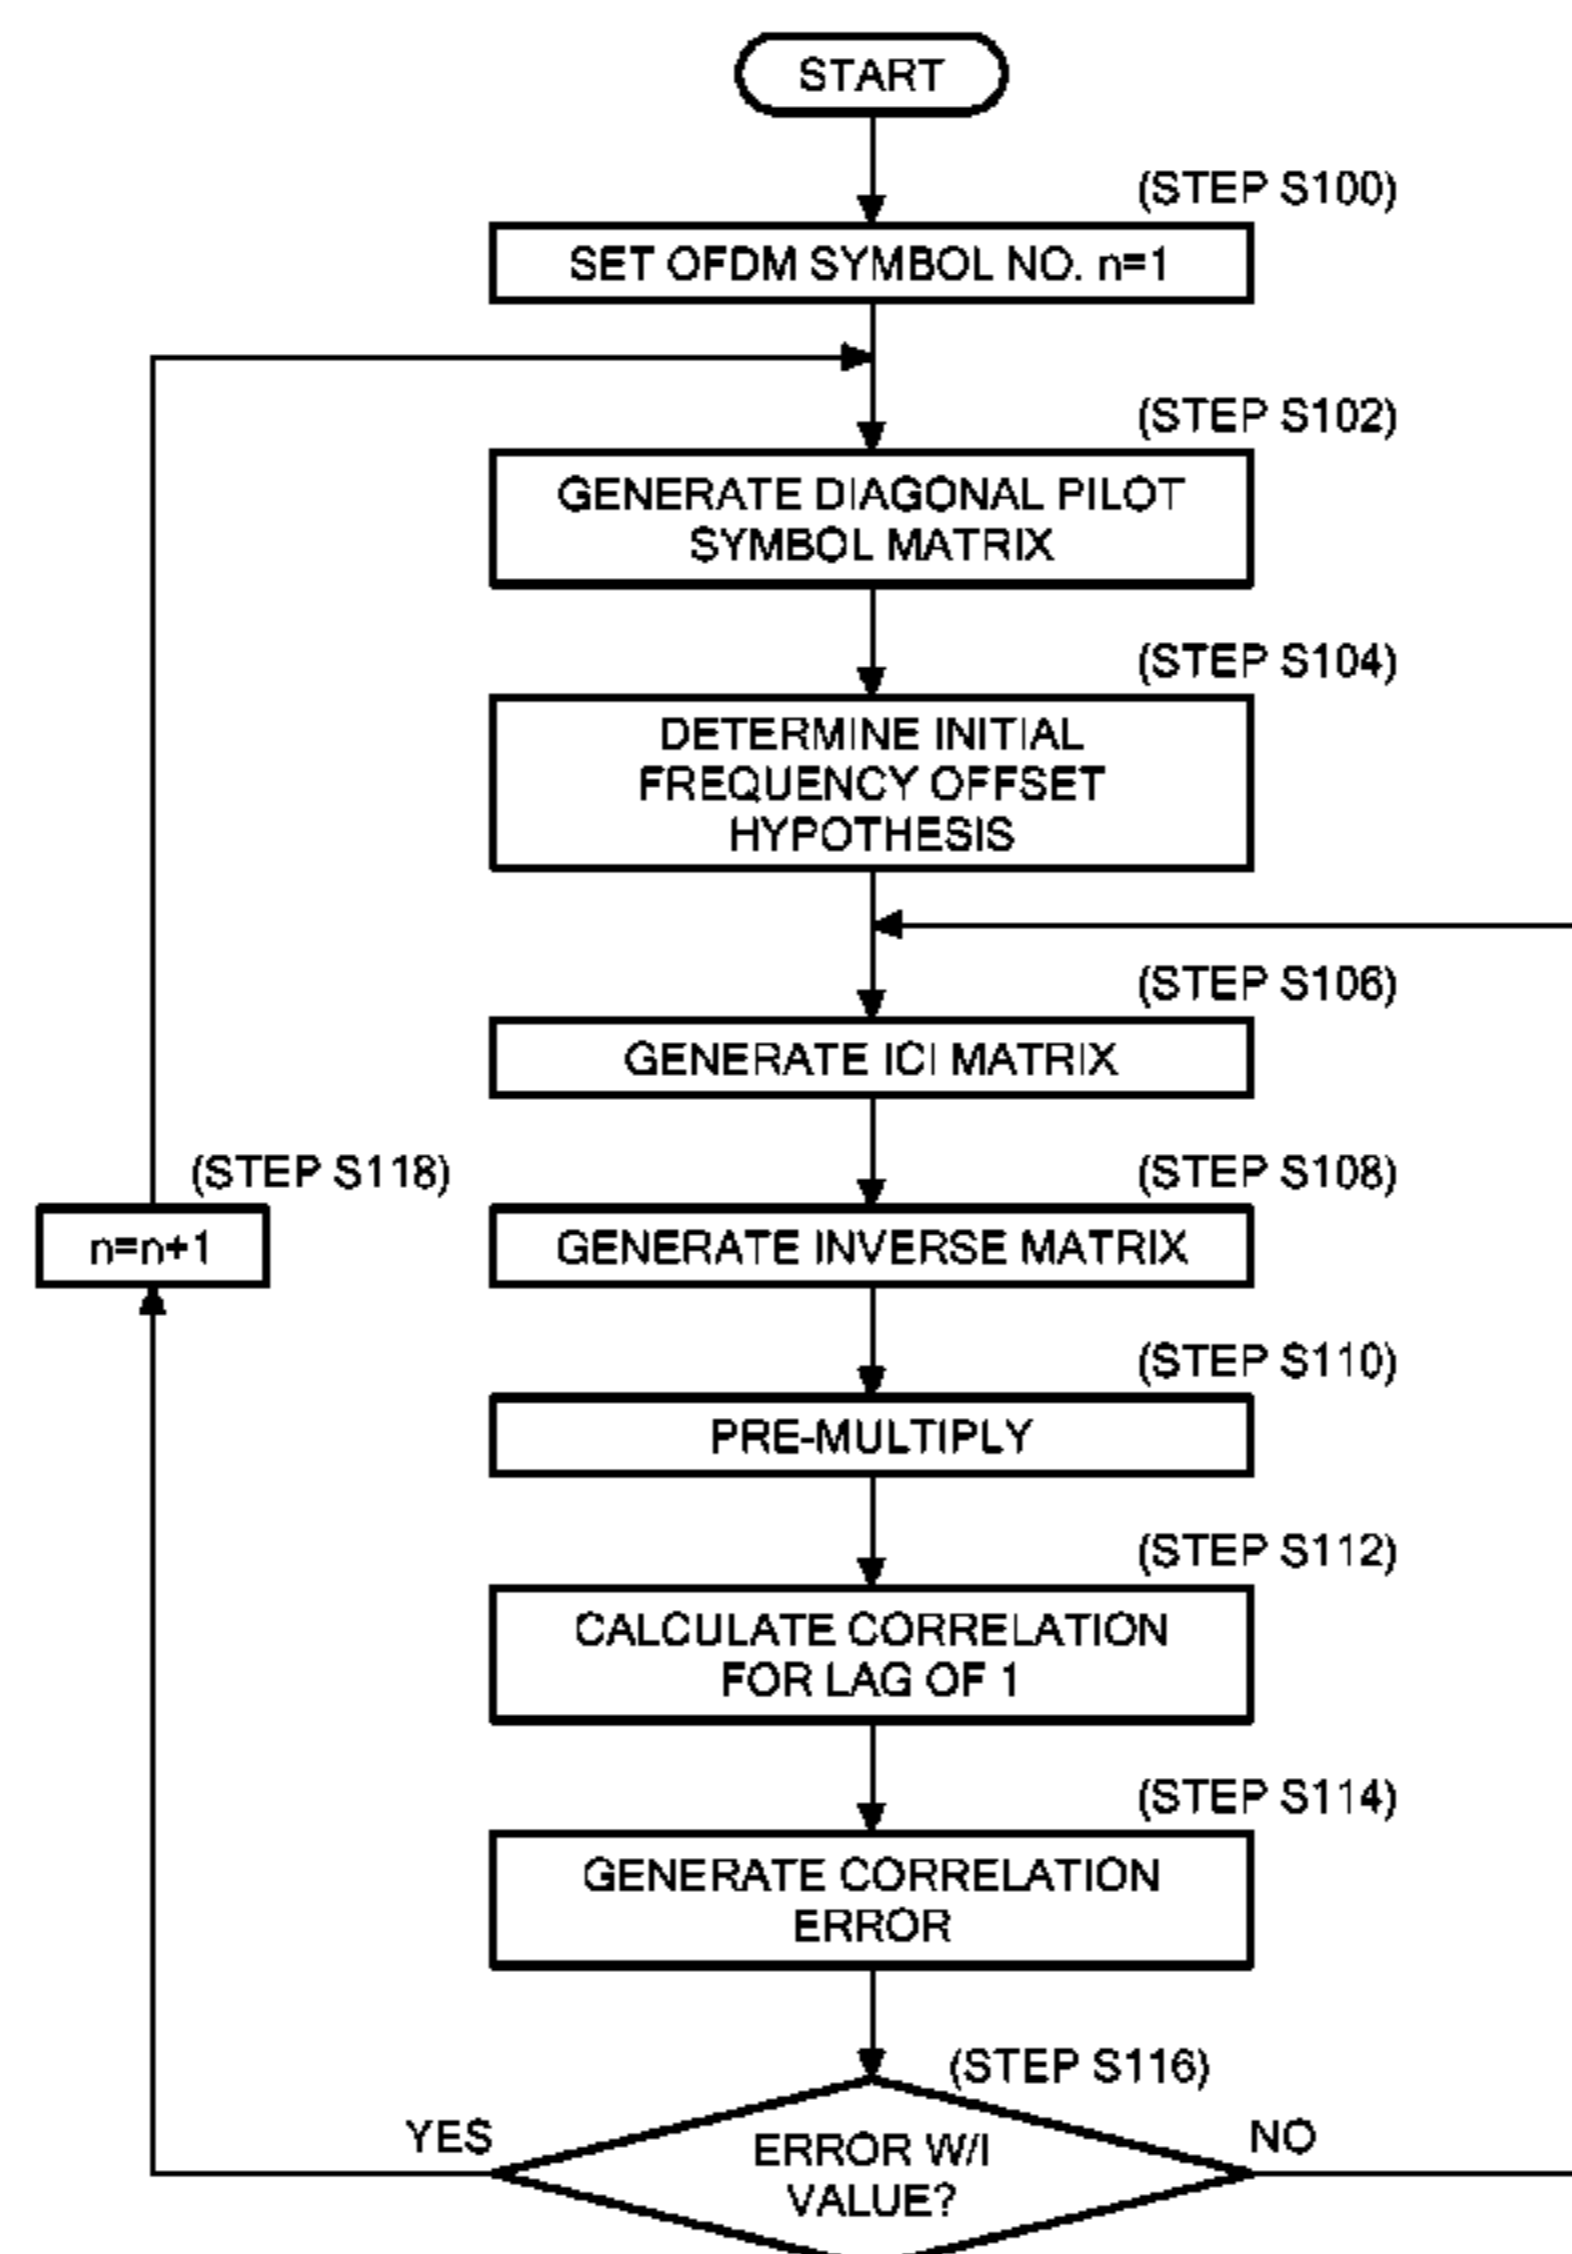 START
(STEP S100)
SET OFDM SYMBOL NO. n=1
(STEP S102)
GENERATE DIAGONAL PILOT
SYMBOL MATRIX
(STEP S104)
DETERMINE INITIAL
FREQUENCY OFFSET
HYPOTHESIS
(STEP S106)
GENERATE ICI MATRIX
(STEP S118)
n=n+1
(STEP S108)
GENERATE INVERSE MATRIX
(STEP S110)
PRE-MULTIPLY
(STEP S112)
CALCULATE CORRELATION
FOR LAG OF 1
(STEP S114)
GENERATE CORRELATION
ERROR
(STEP S116)
YES
ERROR W/I
VALUE?
NO